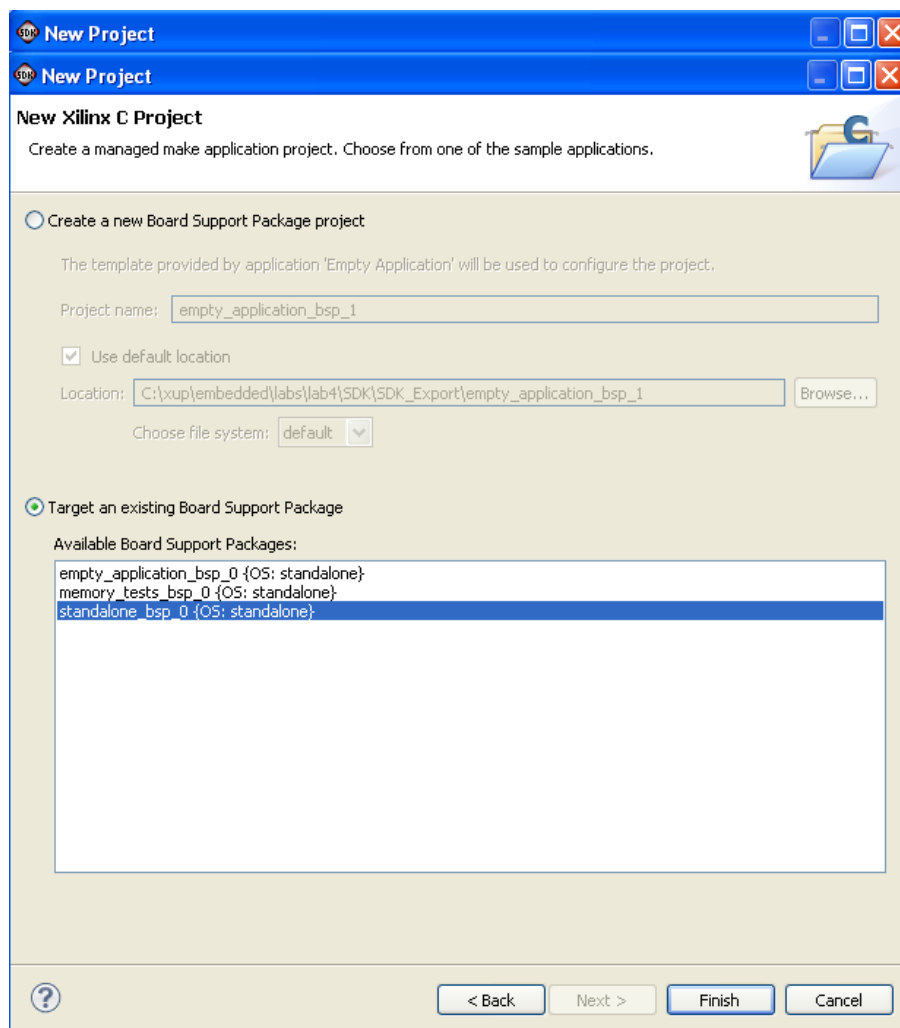 SDK New Project
SDK New Project
New Xilinx C Project
Create a managed make application project. Choose from one of the sample applications.
C
Create a new Board Support Package project
The template provided by application 'Empty Application' will be used to configure the project.
Project name: empty_application_bsp_1
Use default location
Location: C:\xup\embedded\labs\lab4\SDK\SDK_Export\empty_application_bsp_1 Browse...
Choose file system: default
Target an existing Board Support Package
Available Board Support Packages:
empty_application_bsp_0 {OS: standalone}
memory_tests_bsp_0 {OS: standalone}
standalone_bsp_0 {OS: standalone}
? < Back Next > Finish Cancel